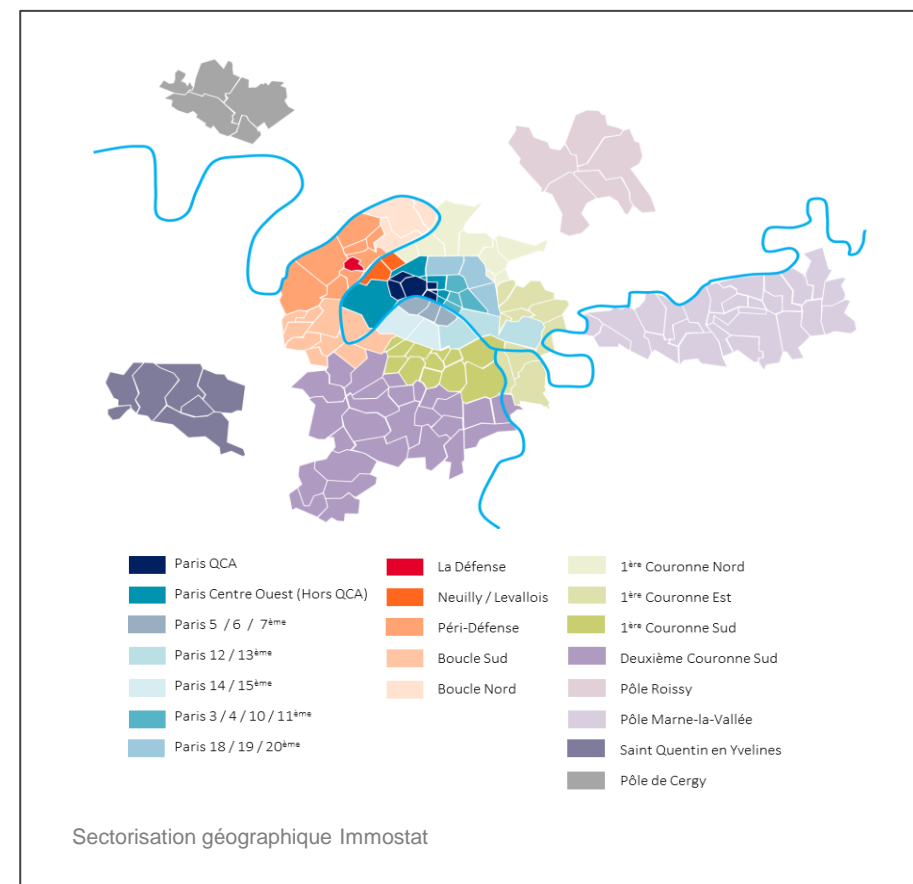 Paris QCA
Paris Centre Ouest (Hors QCA)
Paris 5 / 6 / 7ème
Paris 12 / 13ème
Paris 14 / 15ème
Paris 3 / 4 / 10 / 11ème
Paris 18 / 19 / 20ème
La Défense
Neuilly / Levallois
Péri-Défense
Boucle Sud
Boucle Nord
1ère Couronne Nord
1ère Couronne Est
1ère Couronne Sud
Deuxième Couronne Sud
Pôle Roissy
Pôle Marne-la-Vallée
Saint Quentin en Yvelines
Pôle de Cergy
Sectorisation géographique Immostat